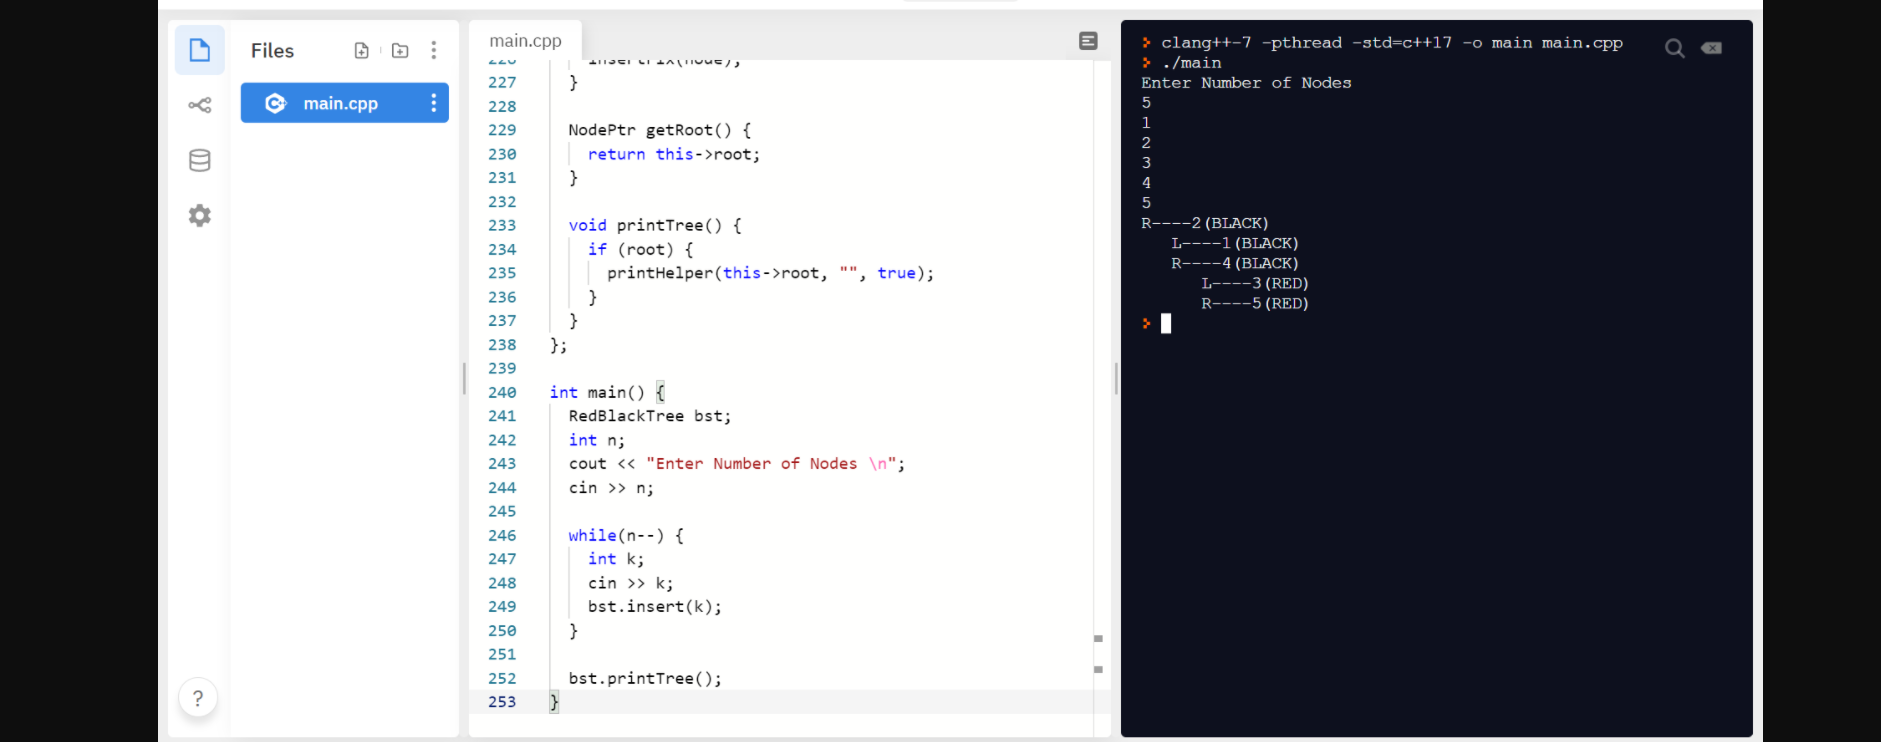 Files
main.cpp
main.cpp
227 }
228
229 NodePtr getRoot() {
230 return this->root;
231 }
232
233 void printTree() {
234 if (root) {
235 printHelper(this->root, "", true);
236 }
237 }
238 };
239
240 int main() {
241 RedBlackTree bst;
242 int n;
243 cout << "Enter Number of Nodes \n";
244 cin >> n;
245
246 while(n--) {
247 int k;
248 cin >> k;
249 bst.insert(k);
250 }
251
252 bst.printTree();
253 }
?
> clang++-7 -pthread -std=c++17 -o main main.cpp
> ./main
Enter Number of Nodes
5
1
2
3
4
5
R----2(BLACK)
L----1(BLACK)
R----4(BLACK)
L----3(RED)
R----5(RED)
>